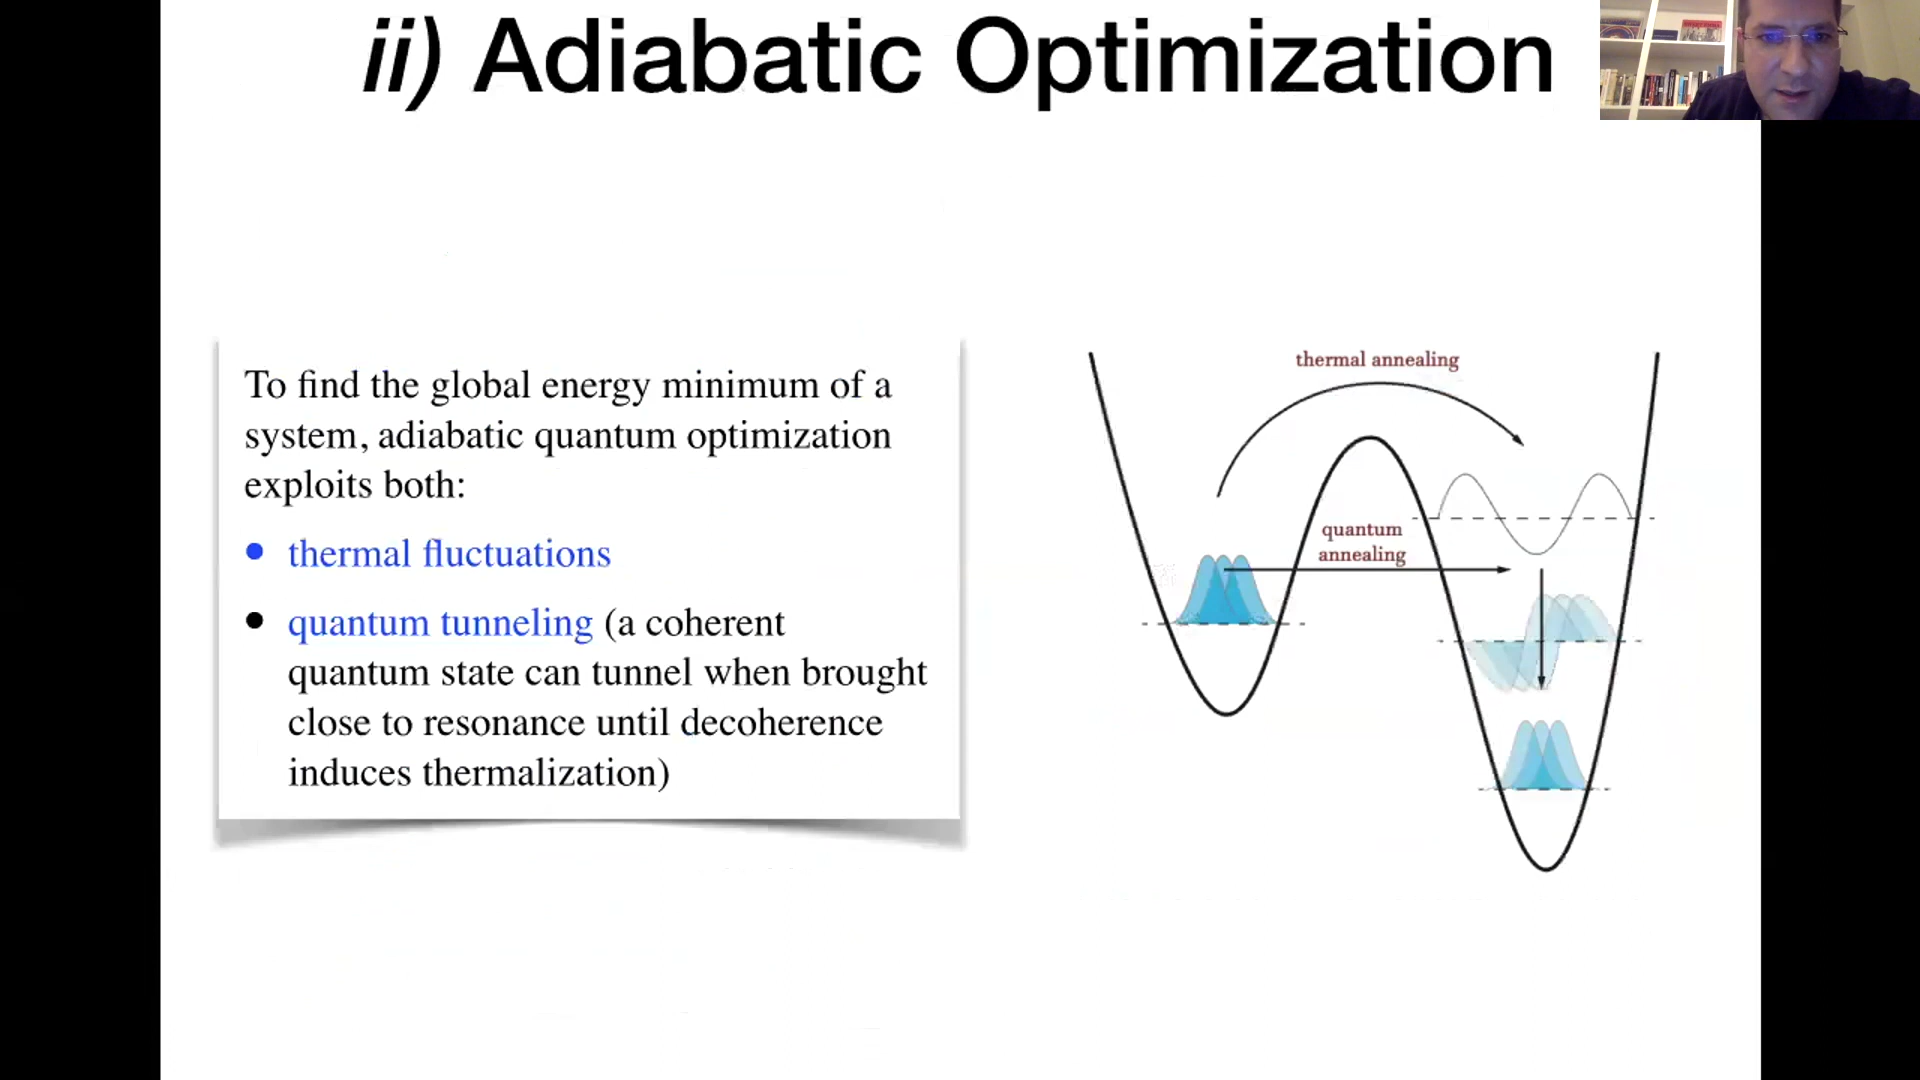 ii) Adiabatic Optimization
To find the global energy minimum of a
system, adiabatic quantum optimization
exploits both:
• thermal fluctuations
• quantum tunneling (a coherent
quantum state can tunnel when brought
close to resonance until decoherence
induces thermalization)
thermal annealing
quantum
annealing